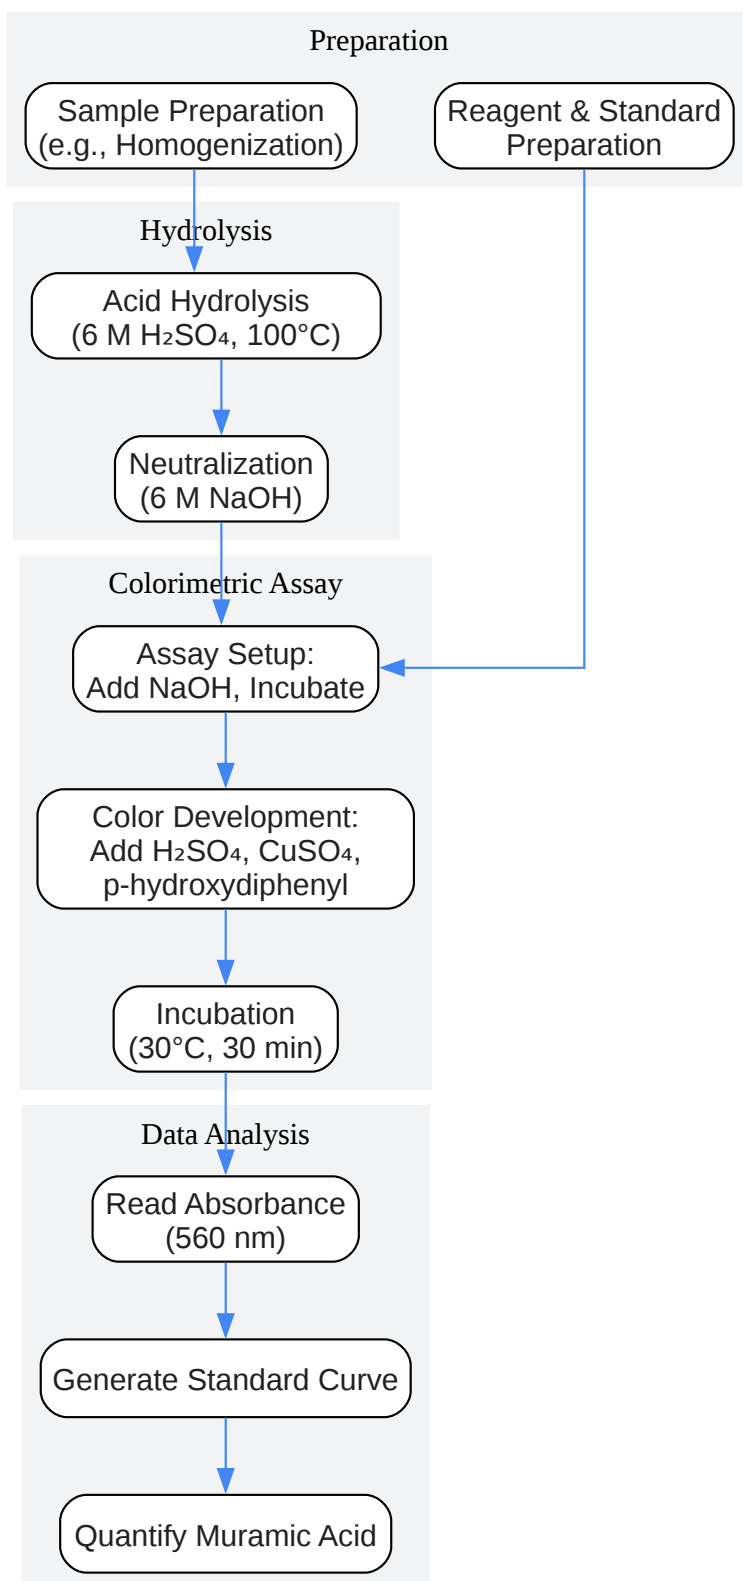 Preparation
Sample Preparation
(e.g., Homogenization)
Reagent & Standard
Preparation
Hydrolysis
Acid Hydrolysis
(6 M H₂SO₄, 100°C)
Neutralization
(6 M NaOH)
Colorimetric Assay
Assay Setup:
Add NaOH, Incubate
Color Development:
Add H₂SO₄, CuSO₄,
p-hydroxydiphenyl
Incubation
(30°C, 30 min)
Data Analysis
Read Absorbance
(560 nm)
Generate Standard Curve
Quantify Muramic Acid